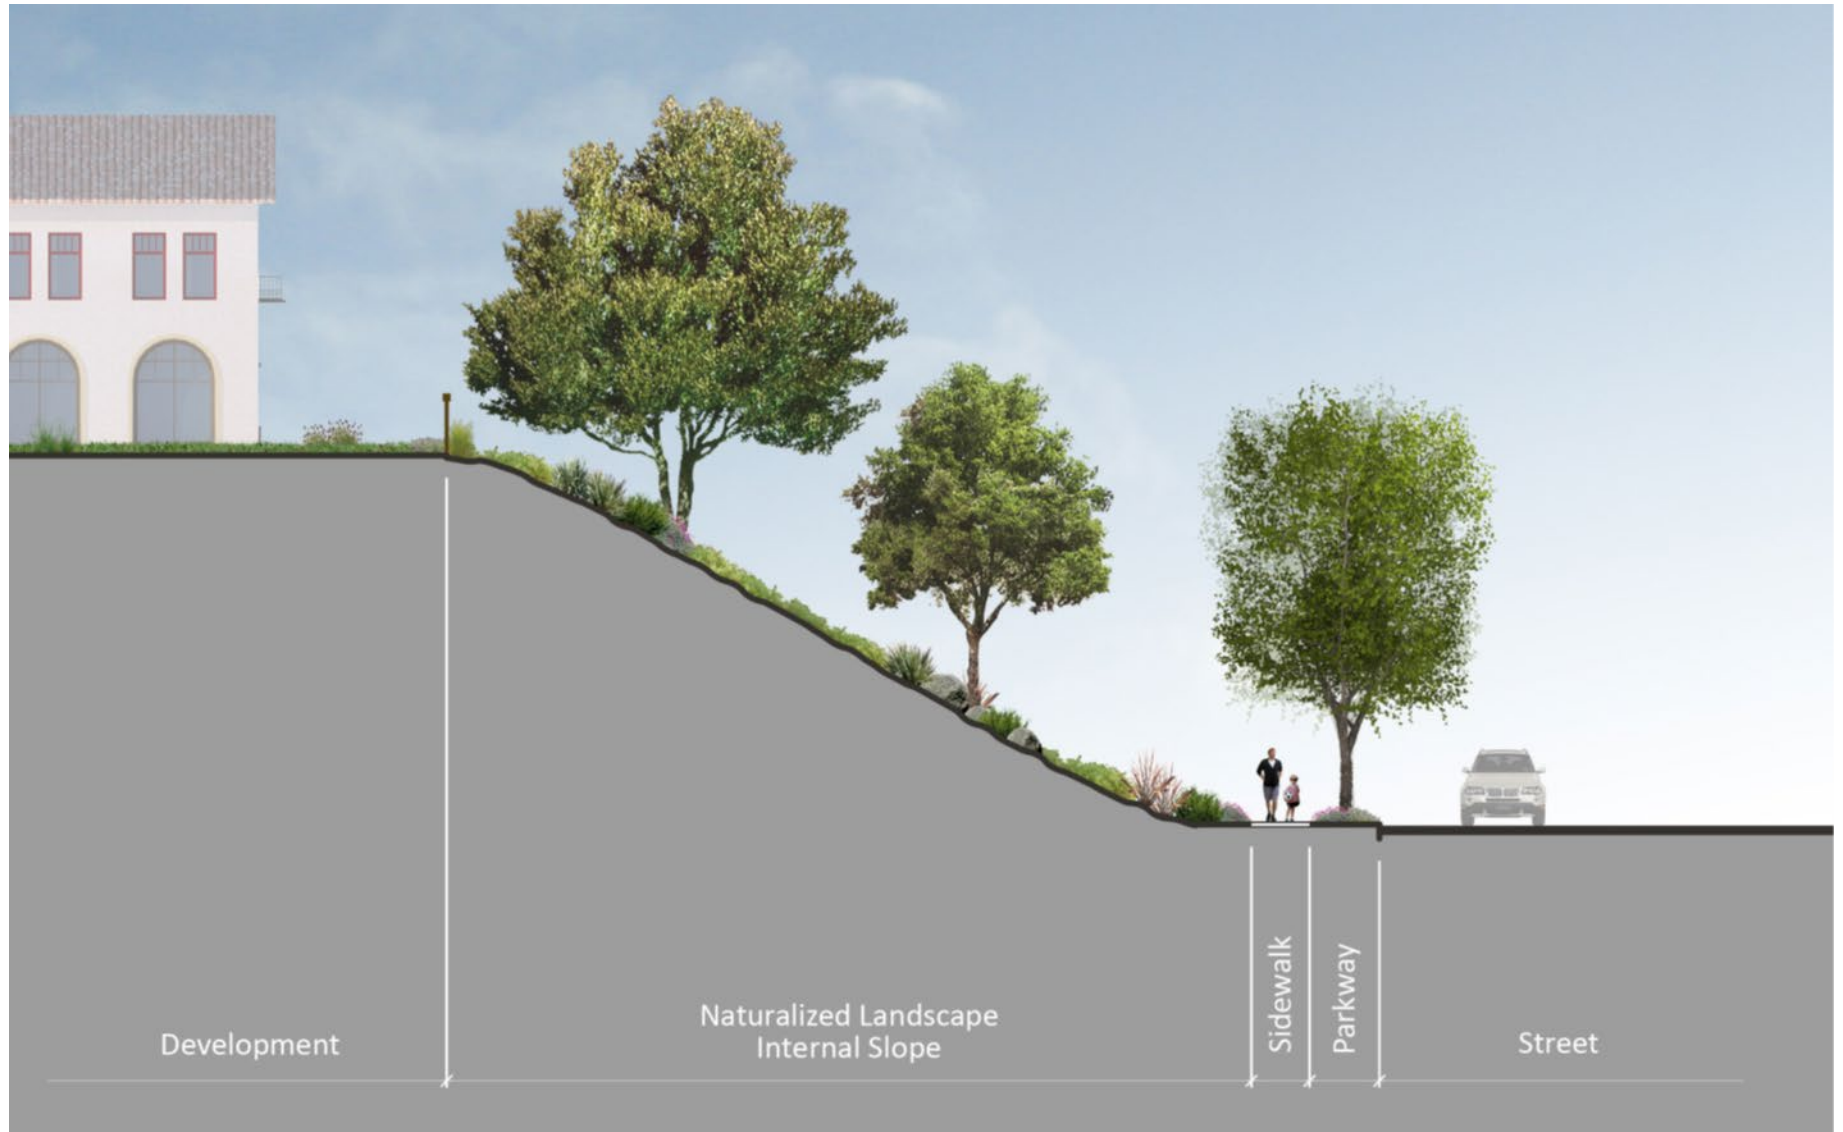 Development
Naturalized Landscape
Internal Slope
Sidewalk
Parkway
Street